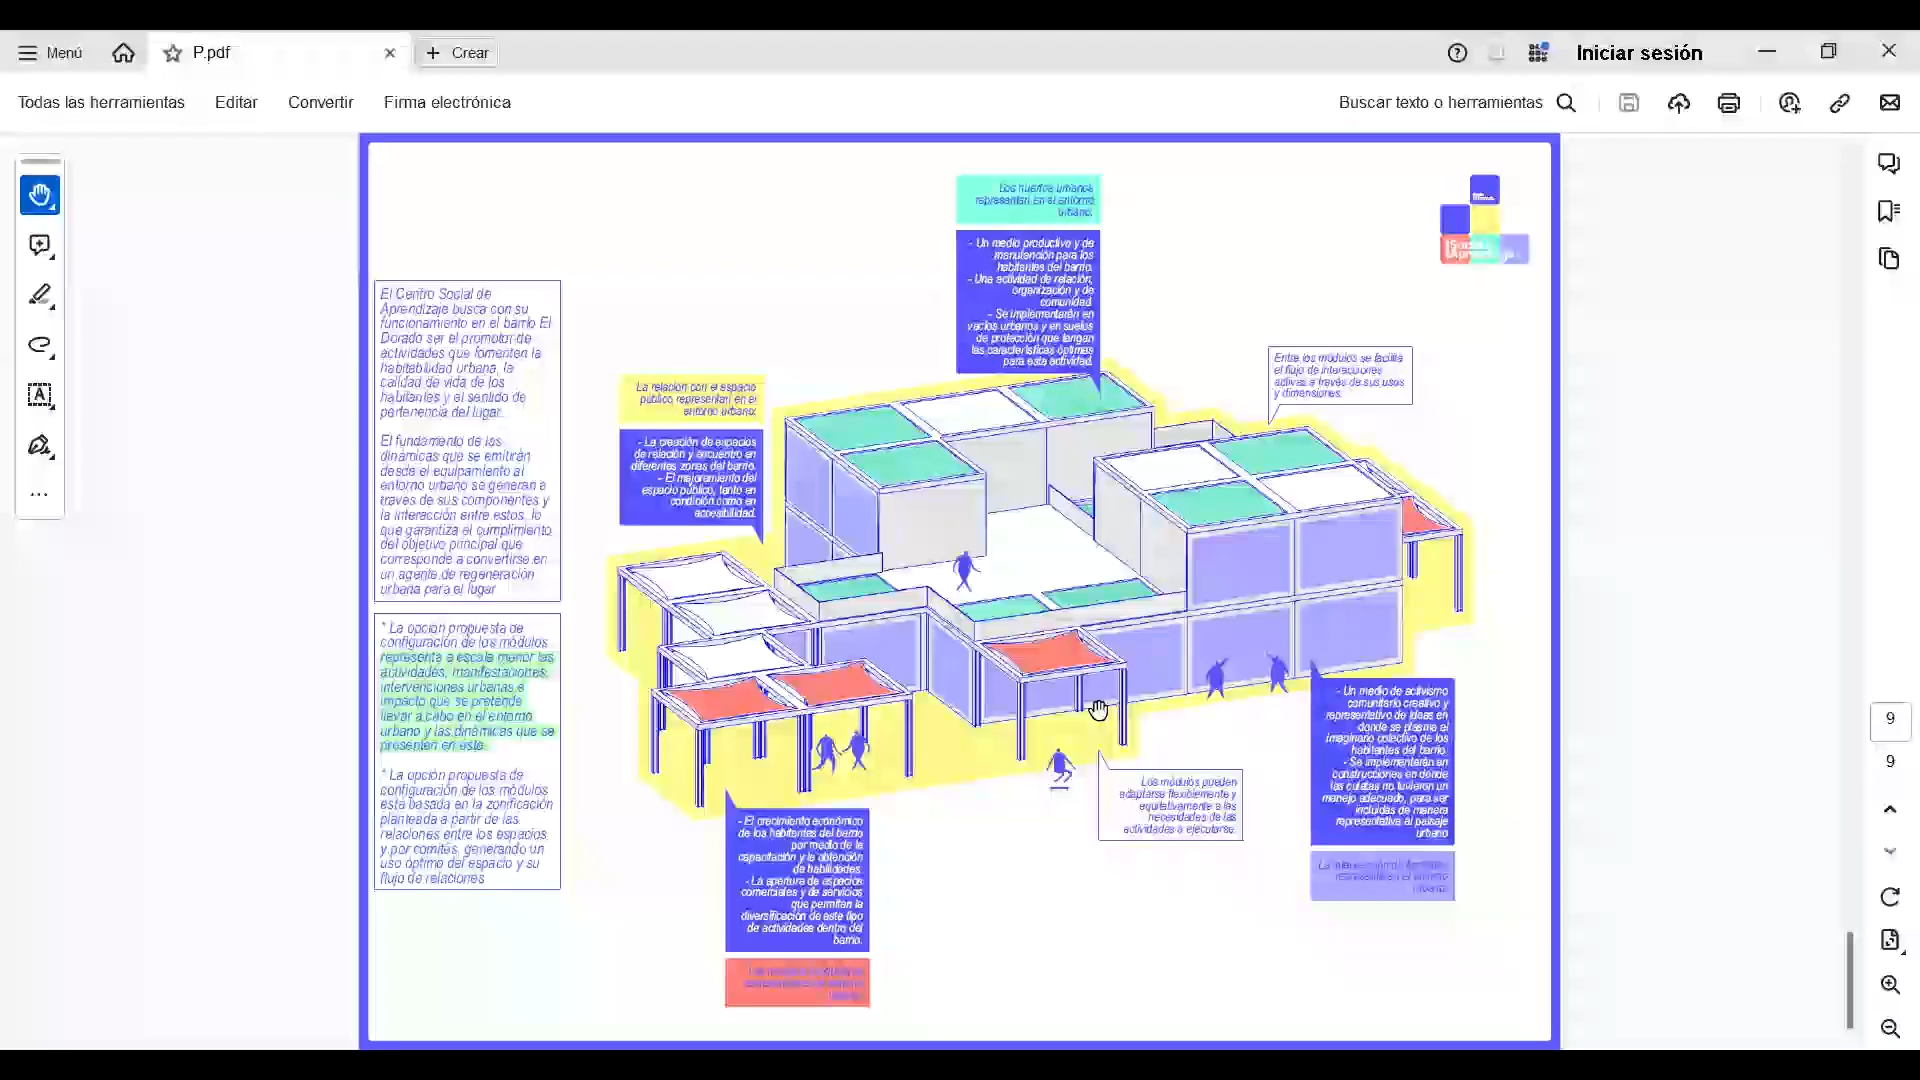 Menú
P.pdf
Crear
Iniciar sesión
Todas las herramientas
Editar
Convertir
Firma electrónica
Buscar texto o herramientas
El Centro Social de
Aprendizaje busca con su
funcionamiento en el barrio El
Dorado ser el promotor de
actividades que fomenten la
habitabilidad urbana, la
calidad de vida de los
habitantes y el sentido de
pertenencia del lugar.
El fundamento de las
dinámicas que se emitirán
desde el equipamiento al
entorno urbano se generan a
través de sus componentes y
la interacción entre estos, lo
que garantiza el cumplimiento
del objetivo principal que
corresponde a convertirse en
un agente de regeneración
urbana para el lugar
* La opción propuesta de
configuración de los módulos
representa a escala menor las
actividades, manifestaciones,
intervenciones urbanas e
impacto que se pretende
llevar a cabo en el entorno
urbano y las dinámicas que se
presenten en éste.
* La opción propuesta de
configuración de los módulos
está basada en la zonificación
planteada a partir de las
relaciones entre los espacios
y por comités, generando un
uso óptimo del espacio y su
flujo de relaciones
La relación con el espacio
público representan en el
entorno urbano:
- La creación de espacios
de relación y encuentro en
diferentes zonas del barrio.
- El mejoramiento del
espacio público, tanto en
condición como en
accesibilidad.
Los huertos urbanos
representan en el entorno
urbano:
- Un medio productivo y de
manutención para los
habitantes del barrio.
- Una actividad de relación,
organización y de
comunidad.
- Se implementarán en
vacíos urbanos y en suelos
de protección que tengan
las características óptimas
para esta actividad.
Entre los módulos se facilita
el flujo de interacciones
activas a través de sus usos
y dimensiones.
- El crecimiento económico
de los habitantes del barrio
por medio de la
capacitación y la obtención
de habilidades.
- La apertura de espacios
comerciales y de servicios
que permitan la
diversificación de este tipo
de actividades dentro del
barrio.
Los módulos pueden
adaptarse flexiblemente y
equitativamente a las
necesidades de las
actividades a ejecutarse.
- Un medio de activismo
comunitario creativo y
representativo de ideas en
donde se plasma el
imaginario colectivo de los
habitantes del barrio.
- Se implementarán en
construcciones en donde
las culatas no tuvieron un
manejo adecuado, para ser
incluidas de manera
representativa al paisaje
urbano
9
9